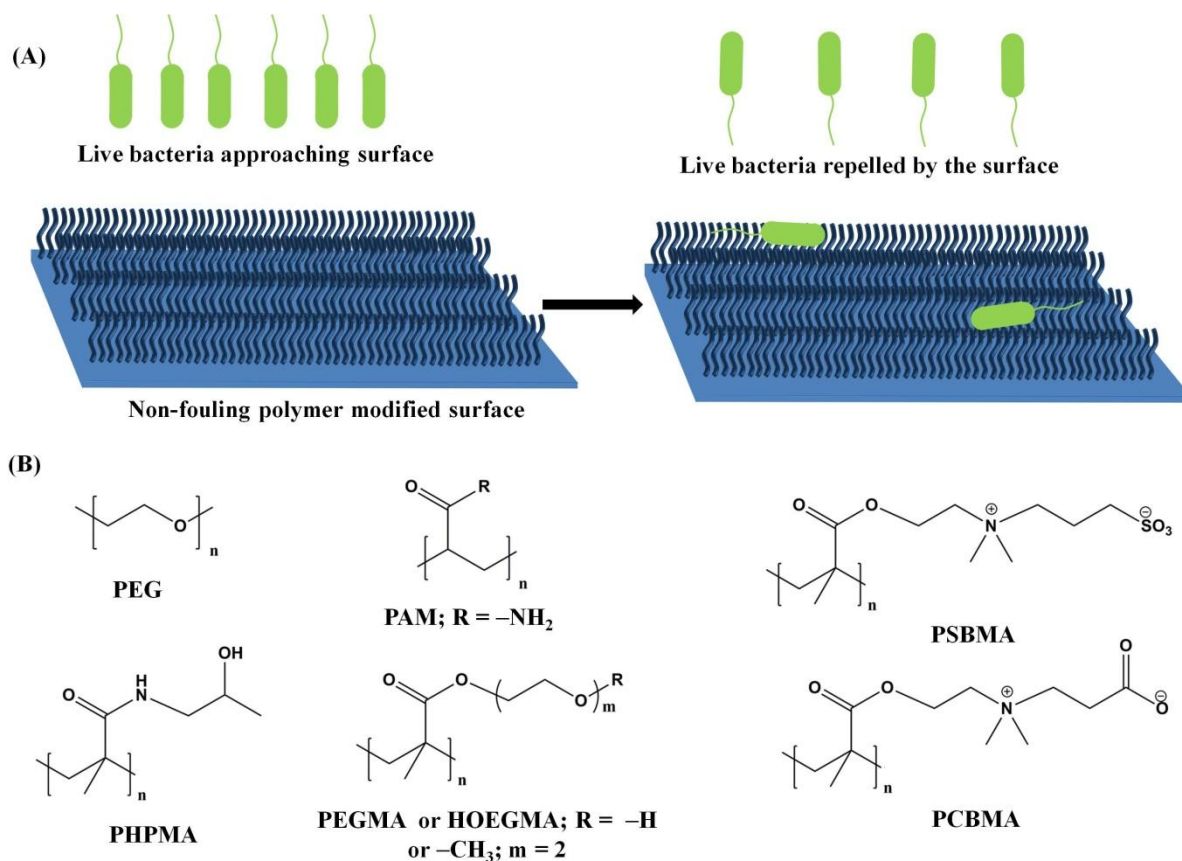 (A)
Live bacteria approaching surface
Live bacteria repelled by the surface
Non-fouling polymer modified surface
(B)
O
n
PEG
O
R
n
PAM; R = –NH₂
O
O
N
⊕
⊖
SO₃
n
PSBMA
O
H
N
OH
n
PHPMA
O
O
O
R
m
n
PEGMA or HOEGMA; R = –H
or –CH₃; m = 2
O
O
N
⊕
O
⊖
O
n
PCBMA